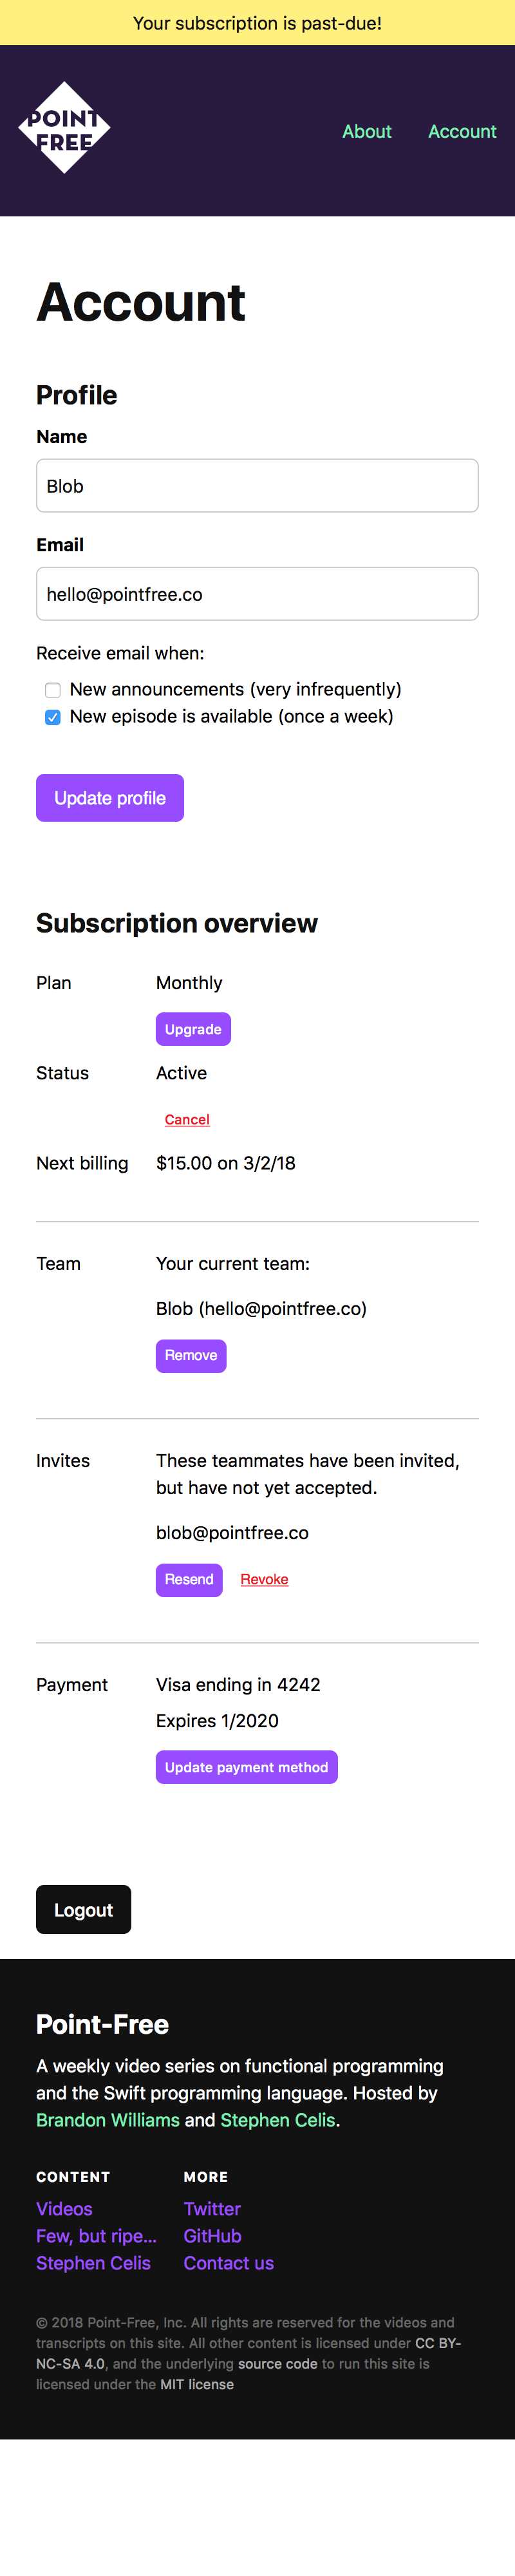 Your subscription is past-due!
POINT
FREE
About Account
Account
Profile
Name
Blob
Email
hello@pointfree.co
Receive email when:
New announcements (very infrequently)
New episode is available (once a week)
Update profile
Subscription overview
Plan Monthly
Upgrade
Status Active
Cancel
Next billing $15.00 on 3/2/18
Team Your current team:
Blob (hello@pointfree.co)
Remove
Invites These teammates have been invited,
but have not yet accepted.
blob@pointfree.co
Resend Revoke
Payment Visa ending in 4242
Expires 1/2020
Update payment method
Logout
Point-Free
A weekly video series on functional programming
and the Swift programming language. Hosted by
Brandon Williams and Stephen Celis.
CONTENT MORE
Videos Twitter
Few, but ripe... GitHub
Stephen Celis Contact us
© 2018 Point-Free, Inc. All rights are reserved for the videos and
transcripts on this site. All other content is licensed under CC BY-
NC-SA 4.0, and the underlying source code to run this site is
licensed under the MIT license